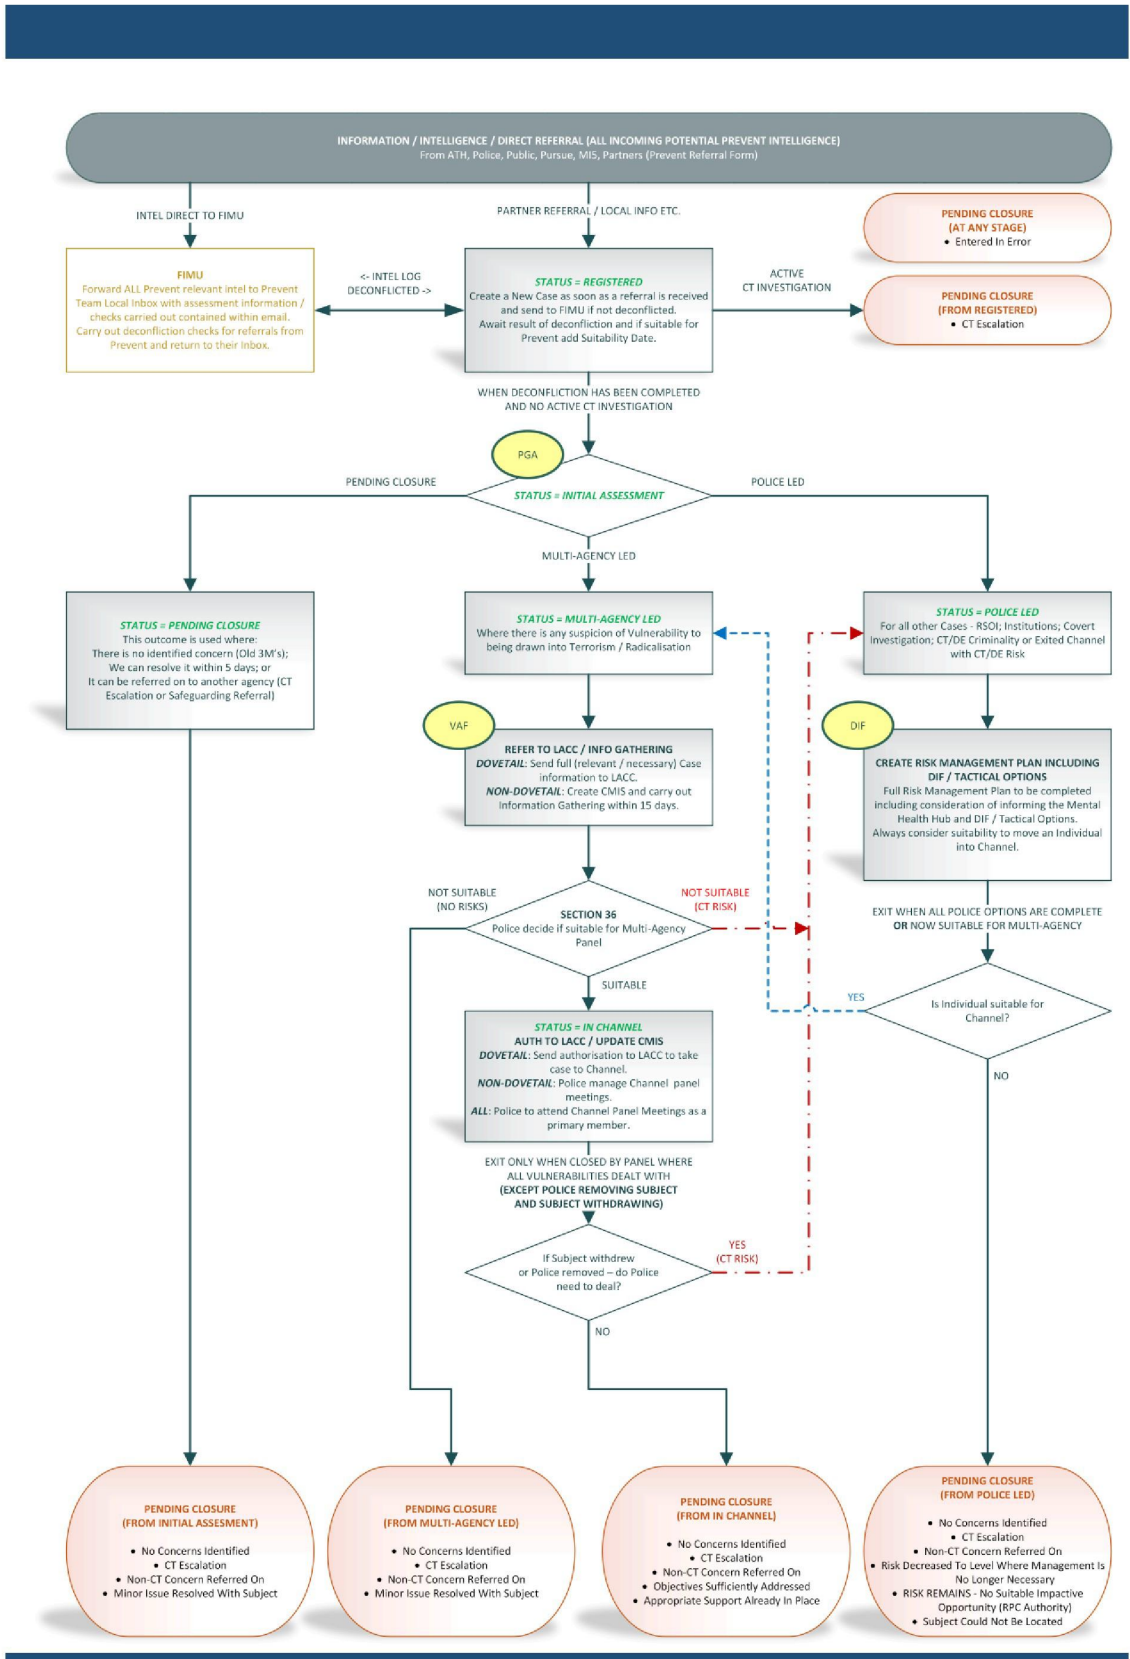 INFORMATION / INTELLIGENCE / DIRECT REFERRAL (ALL INCOMING POTENTIAL PREVENT INTELLIGENCE)
From ATH, Police, Public, Pursue, MI5, Partners (Prevent Referral Form)
INTEL DIRECT TO FIMU
PARTNER REFERRAL / LOCAL INFO ETC.
PENDING CLOSURE
(AT ANY STAGE)
• Entered In Error
FIMU
Forward ALL Prevent relevant intel to Prevent
Team Local Inbox with assessment information /
checks carried out contained within email.
Carry out deconfliction checks for referrals from
Prevent and return to their Inbox.
<- INTEL LOG
DECONFLICTED ->
STATUS = REGISTERED
Create a New Case as soon as a referral is received
and send to FIMU if not deconflicted.
Await result of deconfliction and if suitable for
Prevent add Suitability Date.
ACTIVE
CT INVESTIGATION
PENDING CLOSURE
(FROM REGISTERED)
• CT Escalation
WHEN DECONFLICTION HAS BEEN COMPLETED
AND NO ACTIVE CT INVESTIGATION
PGA
PENDING CLOSURE
STATUS = INITIAL ASSESSMENT
POLICE LED
MULTI-AGENCY LED
STATUS = PENDING CLOSURE
This outcome is used where:
There is no identified concern (Old 3M's);
We can resolve it within 5 days; or
It can be referred on to another agency (CT
Escalation or Safeguarding Referral)
STATUS = MULTI-AGENCY LED
Where there is any suspicion of Vulnerability to
being drawn into Terrorism / Radicalisation
STATUS = POLICE LED
For all other Cases - RSOI; Institutions; Covert
Investigation; CT/DE Criminality or Exited Channel
with CT/DE Risk
VAF
REFER TO LACC / INFO GATHERING
DOVETAIL: Send full (relevant / necessary) Case
information to LACC.
NON-DOVETAIL: Create CMIS and carry out
Information Gathering within 15 days.
DIF
CREATE RISK MANAGEMENT PLAN INCLUDING
DIF / TACTICAL OPTIONS
Full Risk Management Plan to be completed
including consideration of informing the Mental
Health Hub and DIF / Tactical Options.
Always consider suitability to move an Individual
into Channel.
NOT SUITABLE
(NO RISKS)
SECTION 36
Police decide if suitable for Multi-Agency
Panel
NOT SUITABLE
(CT RISK)
EXIT WHEN ALL POLICE OPTIONS ARE COMPLETE
OR NOW SUITABLE FOR MULTI-AGENCY
SUITABLE
YES
Is Individual suitable for
Channel?
NO
STATUS = IN CHANNEL
AUTH TO LACC / UPDATE CMIS
DOVETAIL: Send authorisation to LACC to take
case to Channel.
NON-DOVETAIL: Police manage Channel panel
meetings.
ALL: Police to attend Channel Panel Meetings as a
primary member.
EXIT ONLY WHEN CLOSED BY PANEL WHERE
ALL VULNERABILITIES DEALT WITH
(EXCEPT POLICE REMOVING SUBJECT
AND SUBJECT WITHDRAWING)
If Subject withdrew
or Police removed – do Police
need to deal?
YES
(CT RISK)
NO
PENDING CLOSURE
(FROM INITIAL ASSESMENT)
• No Concerns Identified
• CT Escalation
• Non-CT Concern Referred On
• Minor Issue Resolved With Subject
PENDING CLOSURE
(FROM MULTI-AGENCY LED)
• No Concerns Identified
• CT Escalation
• Non-CT Concern Referred On
• Minor Issue Resolved With Subject
PENDING CLOSURE
(FROM IN CHANNEL)
• No Concerns Identified
• CT Escalation
• Non-CT Concern Referred On
• Objectives Sufficiently Addressed
• Appropriate Support Already In Place
PENDING CLOSURE
(FROM POLICE LED)
• No Concerns Identified
• CT Escalation
• Non-CT Concern Referred On
• Risk Decreased To Level Where Management Is
No Longer Necessary
• RISK REMAINS - No Suitable Impactive
Opportunity (RPC Authority)
• Subject Could Not Be Located